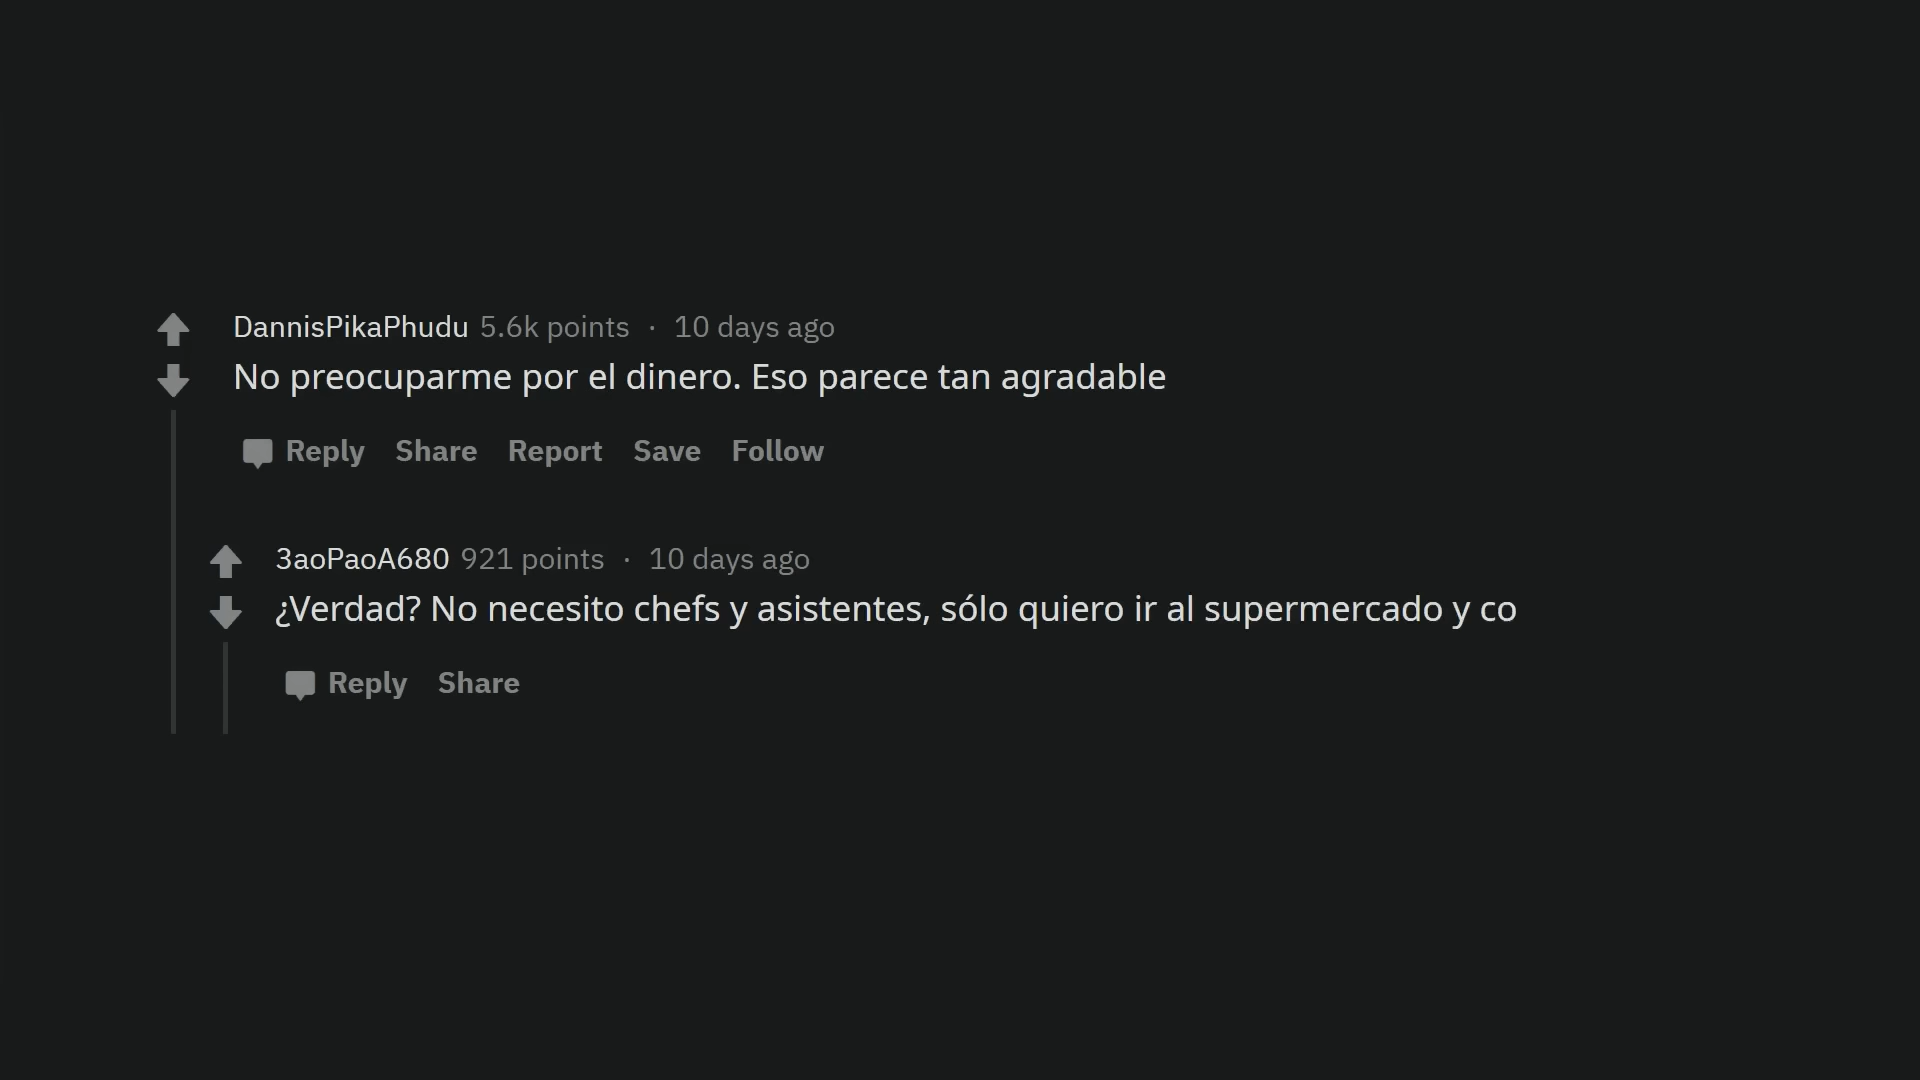 DannisPikaPhudu 5.6k points · 10 days ago
No preocuparme por el dinero. Eso parece tan agradable
Reply Share Report Save Follow
3aoPaoA680 921 points · 10 days ago
¿Verdad? No necesito chefs y asistentes, sólo quiero ir al supermercado y co
Reply Share